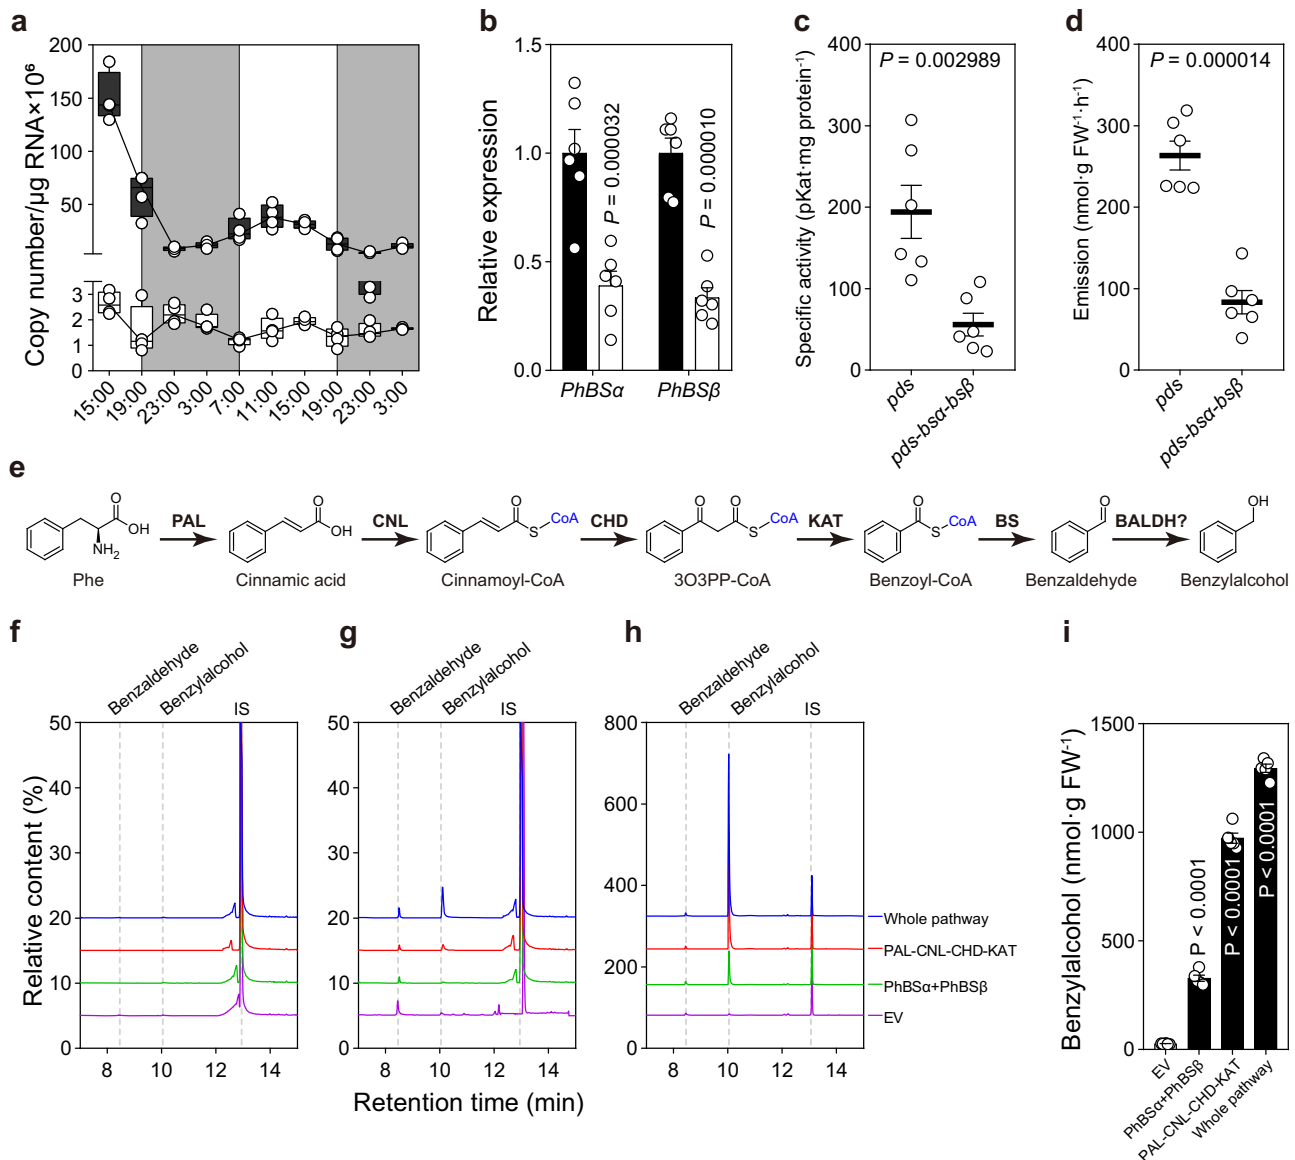 a
200
150
100
50
3
2
1
0
Copy number/µg RNA×10⁶
15:00
19:00
23:00
3:00
7:00
11:00
15:00
19:00
23:00
3:00
b
1.5
1.0
0.5
0.0
Relative expression
P = 0.000032
P = 0.000010
PhBSα
PhBSβ
c
400
300
200
100
0
Specific activity (pKat·mg protein⁻¹)
P = 0.002989
pds
pds-bsα-bsβ
d
400
300
200
100
0
Emission (nmol·g FW⁻¹·h⁻¹)
P = 0.000014
pds
pds-bsα-bsβ
e
O
OH
NH₂
Phe
PAL
O
OH
Cinnamic acid
CNL
O
S CoA
Cinnamoyl-CoA
CHD
O O
S CoA
3O3PP-CoA
KAT
O
S CoA
Benzoyl-CoA
BS
O
Benzaldehyde
BALDH?
OH
Benzylalcohol
f
Benzaldehyde
Benzylalcohol
IS
50
40
30
20
10
0
Relative content (%)
8 10 12 14
g
Benzaldehyde
Benzylalcohol
IS
50
40
30
20
10
0
8 10 12 14
Retention time (min)
h
Benzaldehyde
Benzylalcohol
IS
800
600
400
200
0
8 10 12 14
Whole pathway
PAL-CNL-CHD-KAT
PhBSα+PhBSβ
EV
i
1500
1000
500
0
Benzylalcohol (nmol·g FW⁻¹)
P < 0.0001
P < 0.0001
P < 0.0001
EV
PhBSα+PhBSβ
PAL-CNL-CHD-KAT
Whole pathway